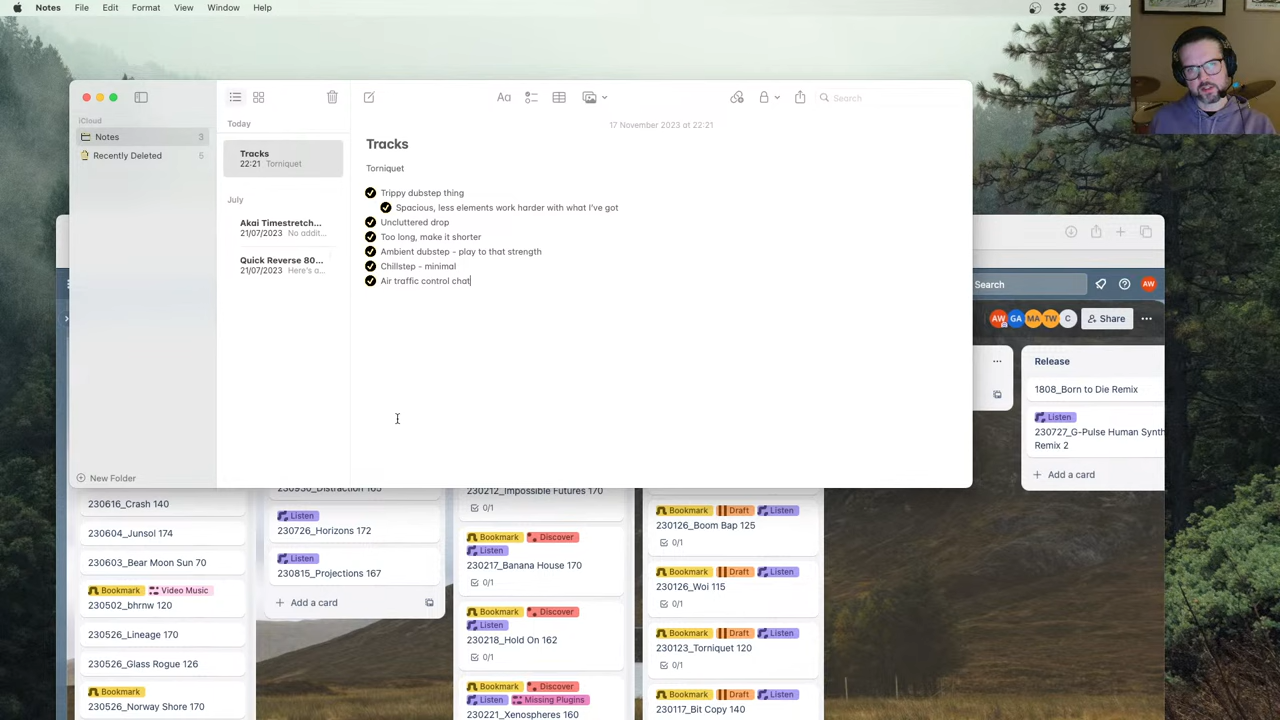 Notes File Edit Format View Window Help
Search
iCloud
Notes 3
Recently Deleted 6
New Folder
Today
Tracks
22:21 Torniquet
July
Akai Timestretch...
21/07/2023 No addit...
Quick Reverse 80...
21/07/2023 Here's a...
17 November 2023 at 22:21
Tracks
Torniquet
Trippy dubstep thing
Spacious, less elements work harder with what I've got
Uncluttered drop
Too long, make it shorter
Ambient dubstep - play to that strength
Chillstep - minimal
Air traffic control chat
Search
AW
AW GA MA TW C Share
Release
1808_Born to Die Remix
Listen
230727_G-Pulse Human Synth
Remix 2
Add a card
230616_Crash 140
230604_Junsol 174
230603_Bear Moon Sun 70
Bookmark Video Music
230502_bhrnw 120
230526_Lineage 170
230526_Glass Rogue 126
Bookmark
230526_Norway Shore 170
Listen
230726_Horizons 172
Listen
230815_Projections 167
Add a card
230212_Impossible Futures 170
0/1
Bookmark Discover
Listen
230217_Banana House 170
0/1
Bookmark Discover
Listen
230218_Hold On 162
0/1
Bookmark Discover
Listen Missing Plugins
230221_Xenospheres 160
Bookmark Draft Listen
230126_Boom Bap 125
0/1
Bookmark Draft Listen
230126_Woi 115
0/1
Bookmark Draft Listen
230123_Torniquet 120
0/1
Bookmark Draft Listen
230117_Bit Copy 140